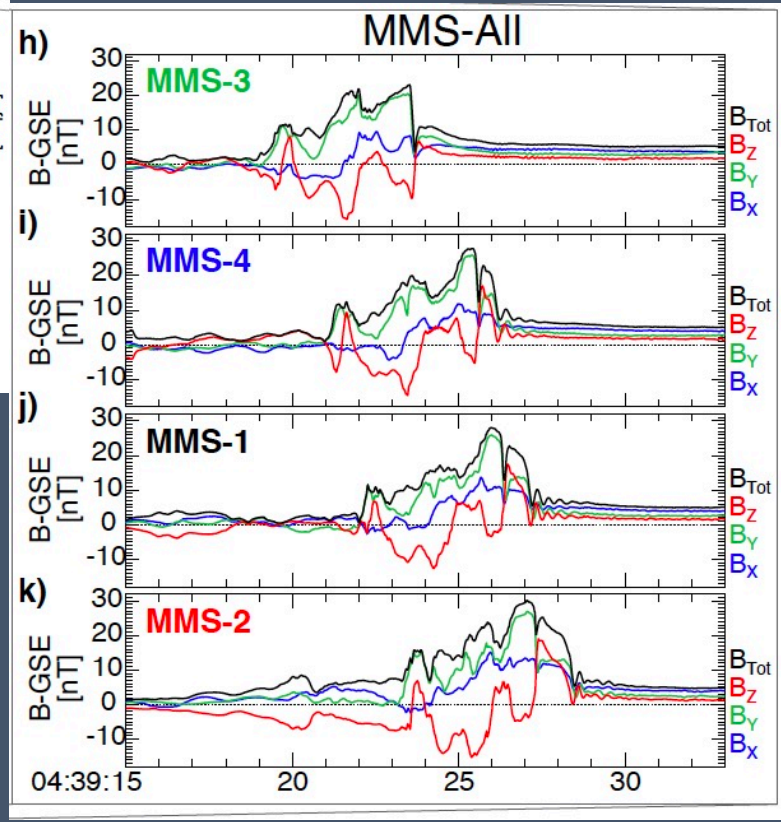 MMS-All
h)
MMS-3
B-GSE
[nT]
30
20
10
0
-10
BTot
BZ
BY
BX
i)
MMS-4
B-GSE
[nT]
30
20
10
0
-10
BTot
BZ
BY
BX
j)
MMS-1
B-GSE
[nT]
30
20
10
0
-10
BTot
BZ
BY
BX
k)
MMS-2
B-GSE
[nT]
30
20
10
0
-10
BTot
BZ
BY
BX
04:39:15 20 25 30